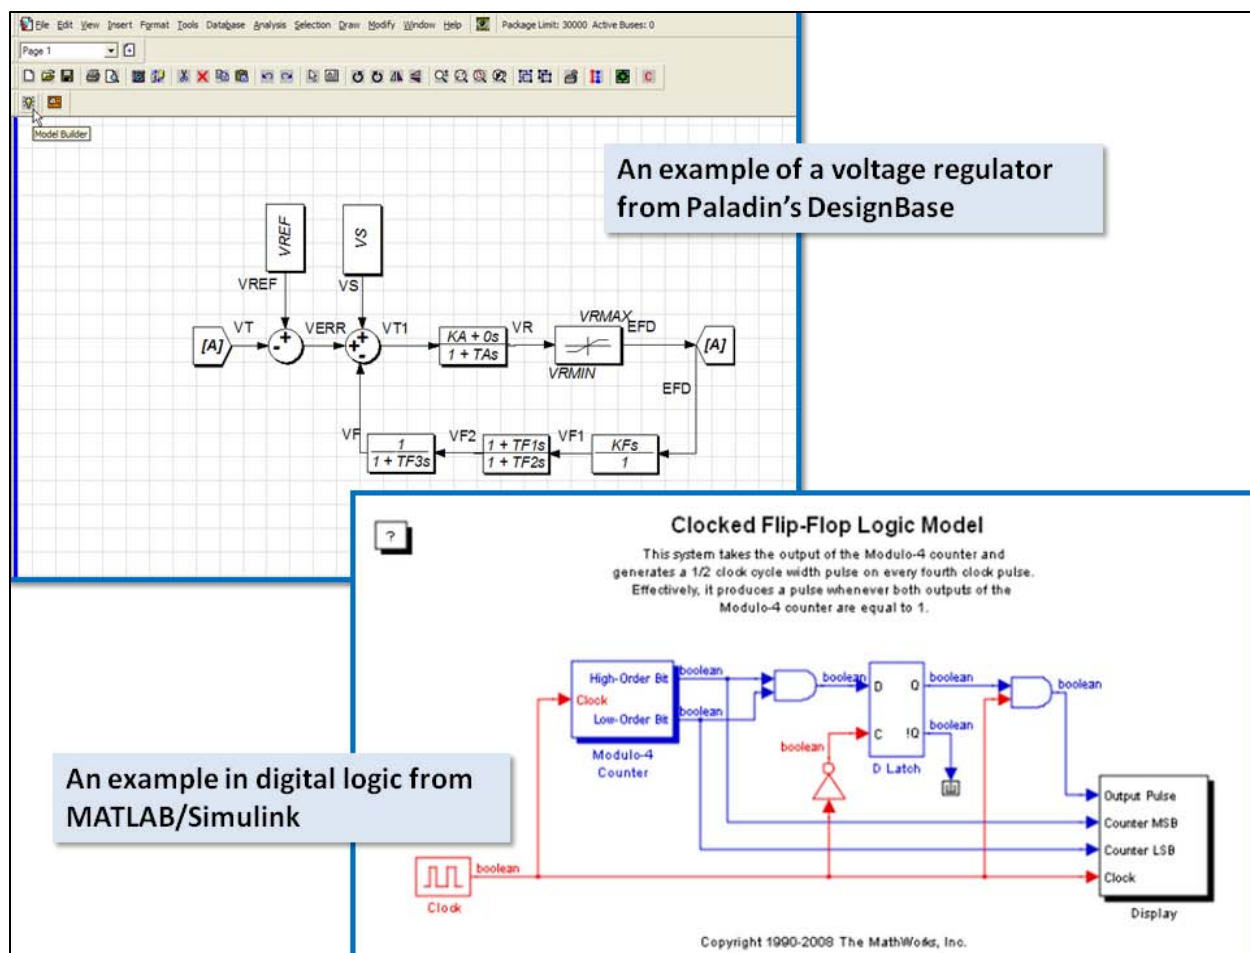 File Edit View Insert Format Tools Database Analysis Selection Draw Modify Window Help Package Limit: 30000 Active Buses: 0
Page 1
C
Model Builder
An example of a voltage regulator
from Paladin's DesignBase
VREF
VS
VREF
VS
VRMAX
[A]
VT
+
-
VERR
+
+
-
VT1
KA + 0s
1 + TAs
VR
EFD
[A]
VRMIN
EFD
VF
1
1 + TF3s
VF2
1 + TF1s
1 + TF2s
VF1
KFs
1
?
Clocked Flip-Flop Logic Model
This system takes the output of the Modulo-4 counter and
generates a 1/2 clock cycle width pulse on every fourth clock pulse.
Effectively, it produces a pulse whenever both outputs of the
Modulo-4 counter are equal to 1.
High-Order Bit
boolean
Clock
Low-Order Bit
boolean
Modulo-4
Counter
boolean
D
Q
boolean
boolean
C
!Q
boolean
boolean
D Latch
An example in digital logic from
MATLAB/Simulink
Output Pulse
Counter MSB
Counter LSB
Clock
Display
boolean
Clock
Copyright 1990-2008 The MathWorks, Inc.